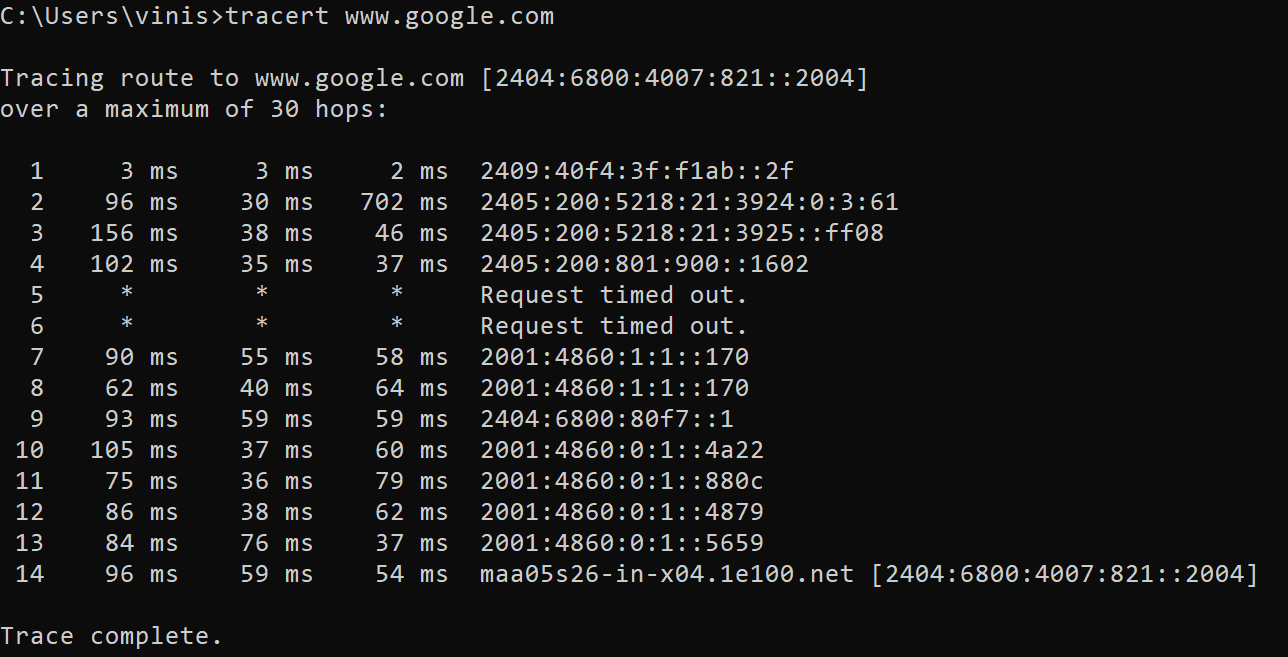 C:\Users\vinis>tracert www.google.com
Tracing route to www.google.com [2404:6800:4007:821::2004]
over a maximum of 30 hops:
1 3 ms 3 ms 2 ms 2409:40f4:3f:f1ab::2f
2 96 ms 30 ms 702 ms 2405:200:5218:21:3924:0:3:61
3 156 ms 38 ms 46 ms 2405:200:5218:21:3925::ff08
4 102 ms 35 ms 37 ms 2405:200:801:900::1602
5 * * * Request timed out.
6 * * * Request timed out.
7 90 ms 55 ms 58 ms 2001:4860:1:1::170
8 62 ms 40 ms 64 ms 2001:4860:1:1::170
9 93 ms 59 ms 59 ms 2404:6800:80f7::1
10 105 ms 37 ms 60 ms 2001:4860:0:1::4a22
11 75 ms 36 ms 79 ms 2001:4860:0:1::880c
12 86 ms 38 ms 62 ms 2001:4860:0:1::4879
13 84 ms 76 ms 37 ms 2001:4860:0:1::5659
14 96 ms 59 ms 54 ms maa05s26-in-x04.1e100.net [2404:6800:4007:821::2004]
Trace complete.